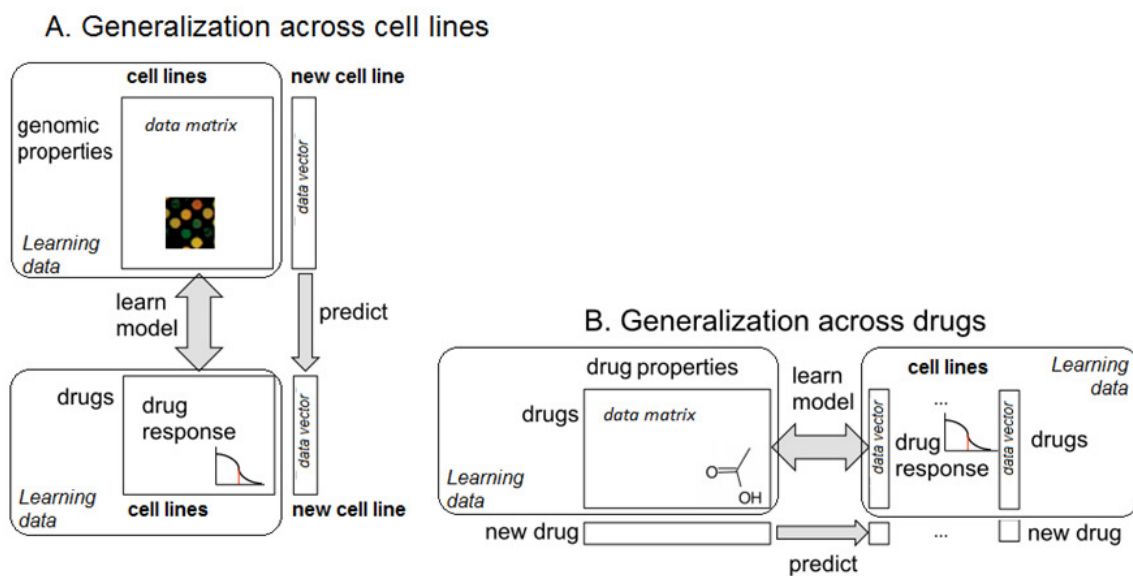 A. Generalization across cell lines
cell lines
new cell line
genomic
properties
data matrix
data vector
Learning
data
learn
model
predict
drugs
drug
response
data vector
Learning
data
cell lines
new cell line
B. Generalization across drugs
drug properties
drugs
data matrix
O
OH
Learning
data
learn
model
cell lines
Learning
data
...
data vector
drug
response
data vector
drugs
new drug
predict
...
new drug